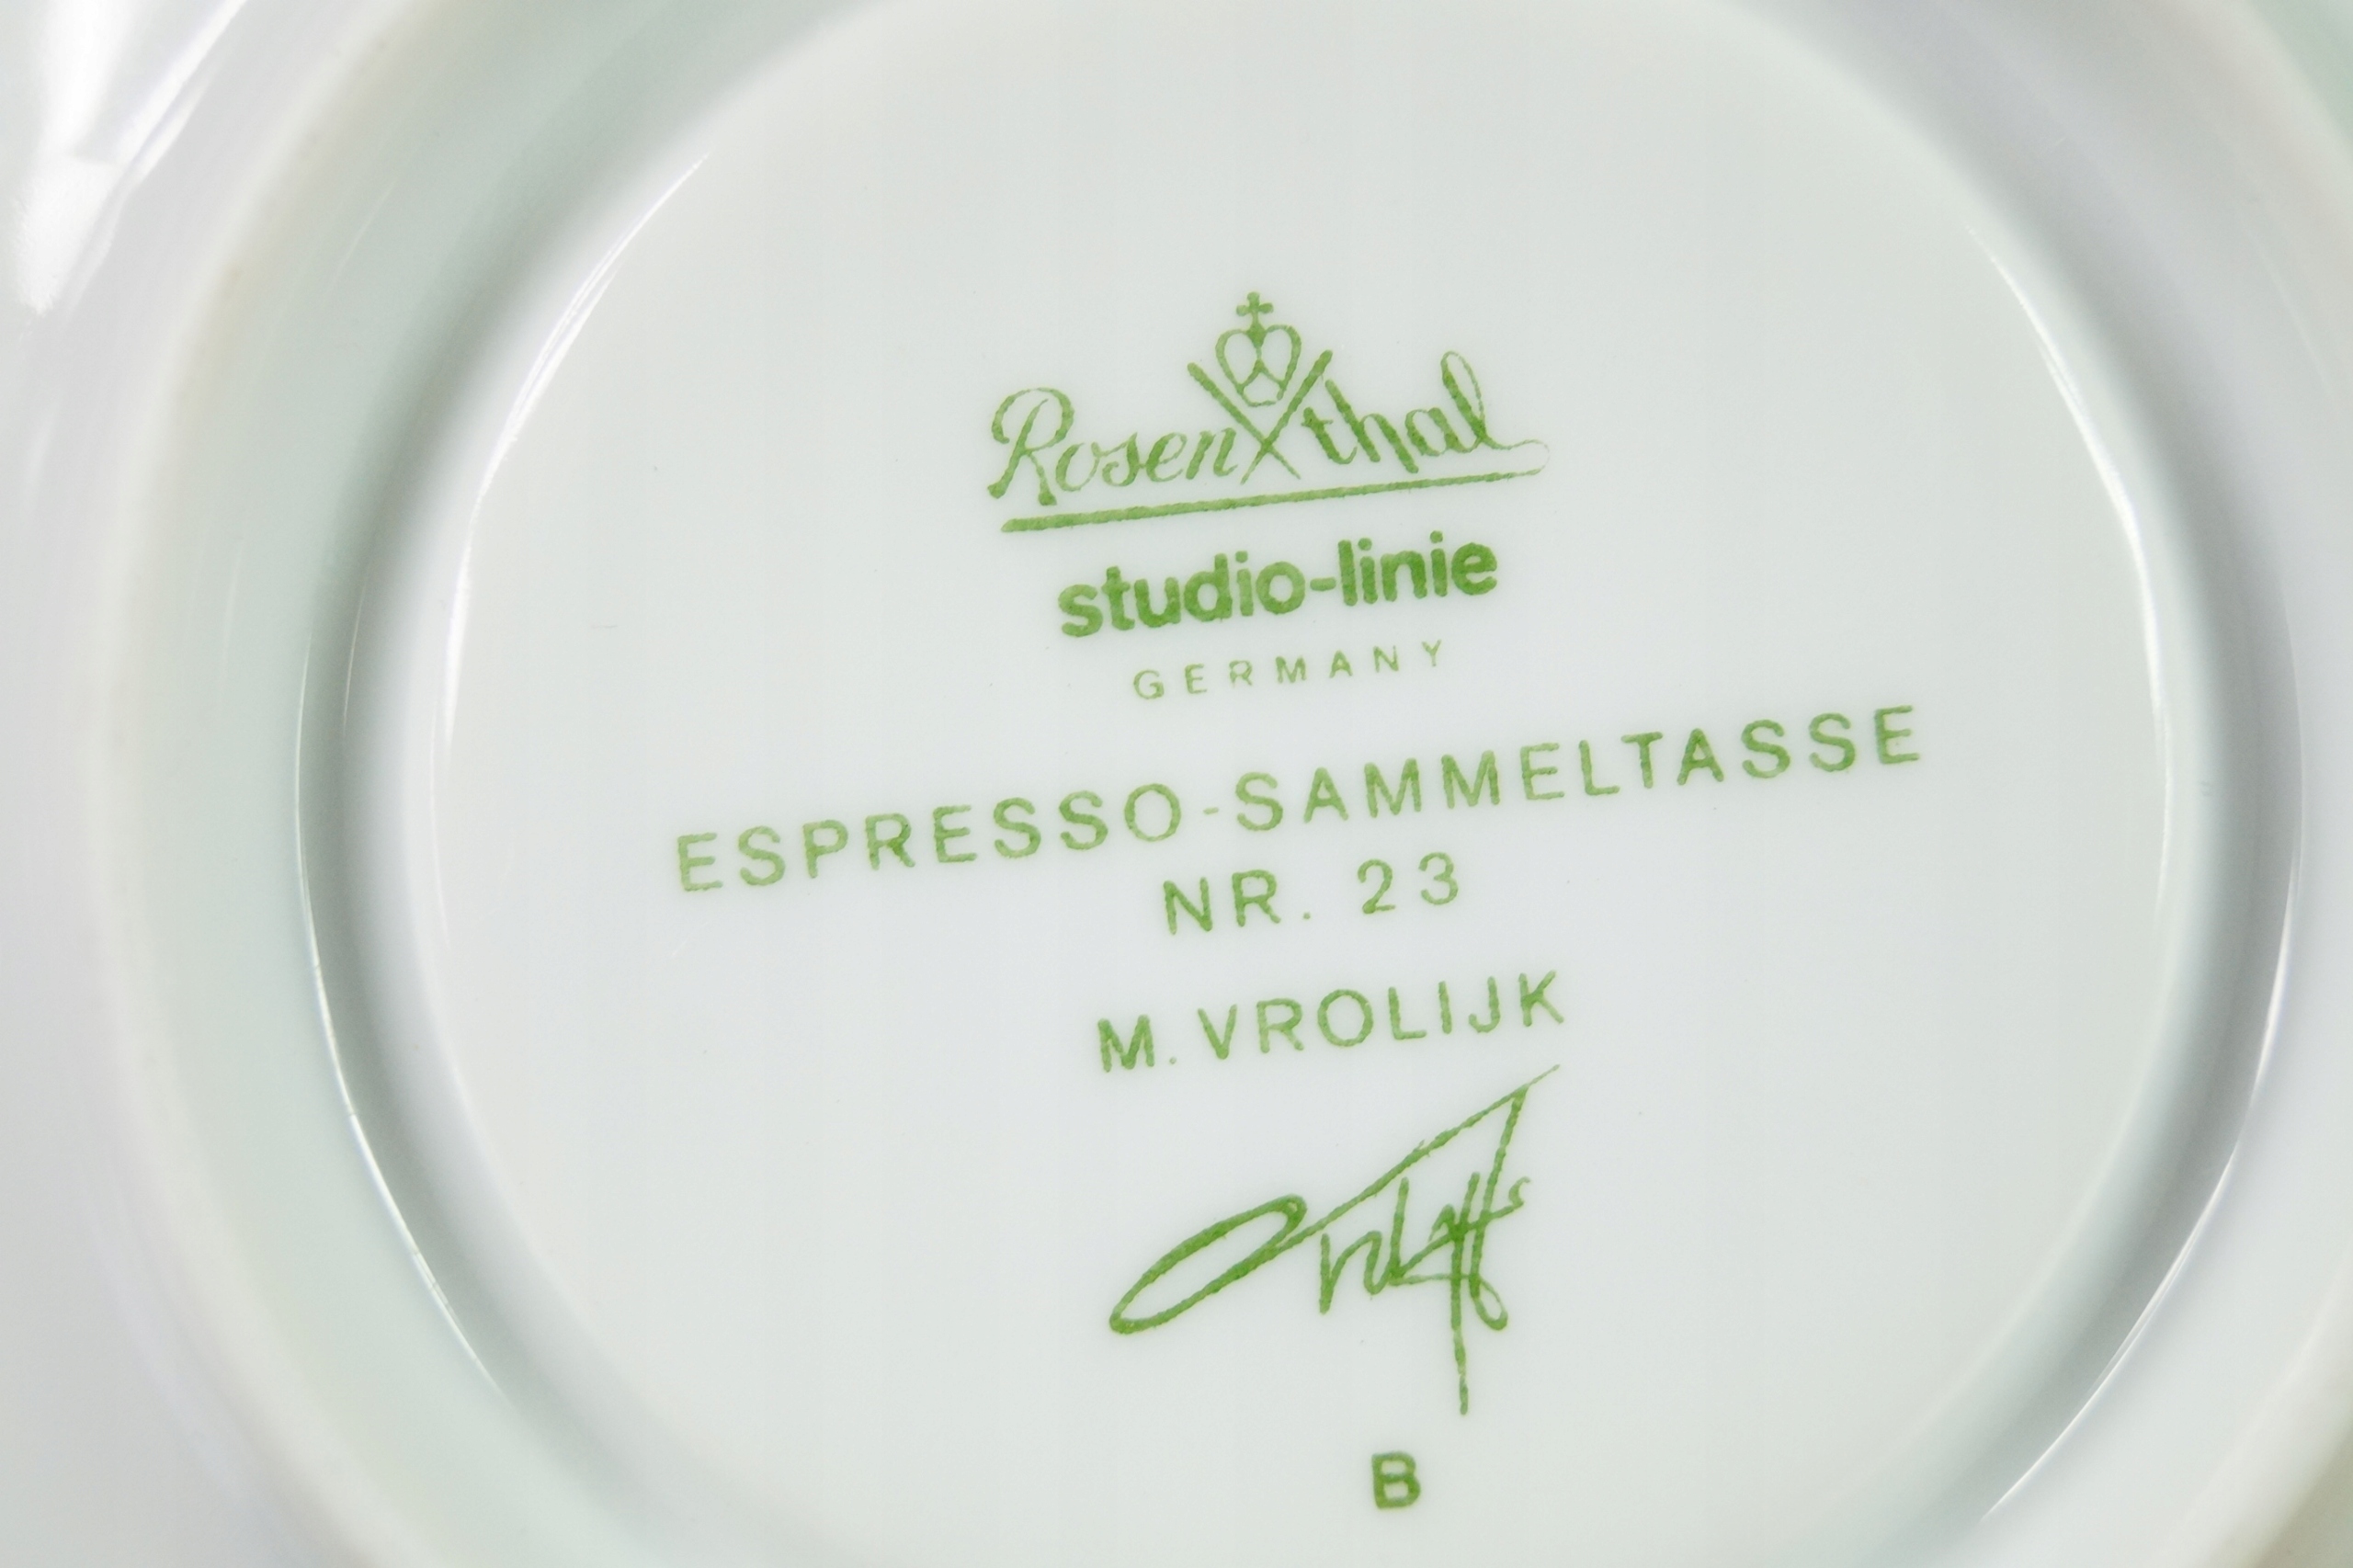 Rosenthal
studio-linie
GERMANY
ESPRESSO-SAMMELTASSE
NR. 23
M. VROLIJK
B